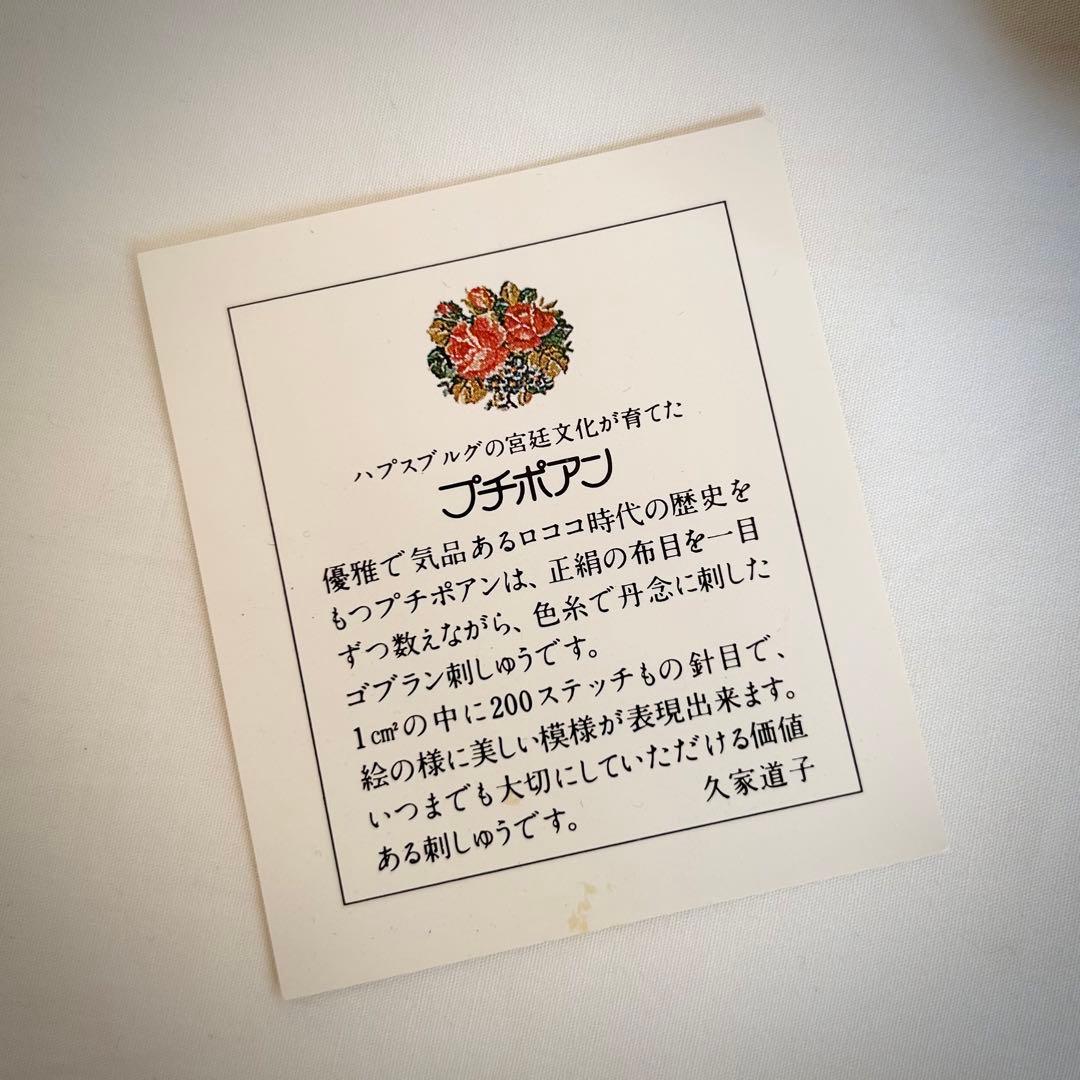 ハプスブルグの宮廷文化が育てた
プチポアン
優雅で気品あるロココ時代の歴史を
もつプチポアンは、正絹の布目を一目
ずつ数えながら、色糸で丹念に刺した
ゴブラン刺しゅうです。
1cm²の中に200ステッチもの針目で、
絵の様に美しい模様が表現出来ます。
いつまでも大切にしていただける価値
ある刺しゅうです。
久家道子